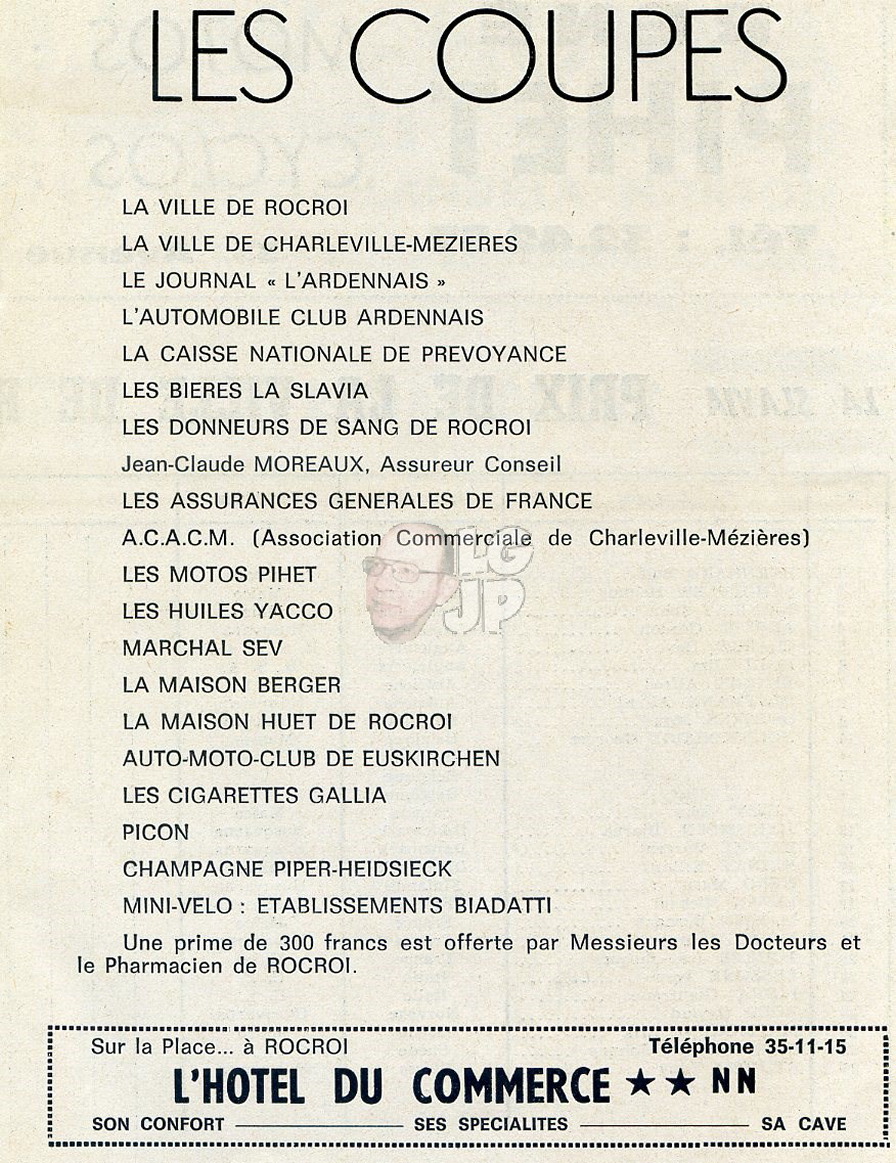 LES COUPES
LA VILLE DE ROCROI
LA VILLE DE CHARLEVILLE-MEZIERES
LE JOURNAL « L'ARDENNAIS »
L'AUTOMOBILE CLUB ARDENNAIS
LA CAISSE NATIONALE DE PREVOYANCE
LES BIERES LA SLAVIA
LES DONNEURS DE SANG DE ROCROI
Jean-Claude MOREAUX, Assureur Conseil
LES ASSURANCES GENERALES DE FRANCE
A.C.A.C.M. (Association Commerciale de Charleville-Mézières)
LES MOTOS PIHET
LES HUILES YACCO
MARCHAL SEV
LA MAISON BERGER
LA MAISON HUET DE ROCROI
AUTO-MOTO-CLUB DE EUSKIRCHEN
LES CIGARETTES GALLIA
PICON
CHAMPAGNE PIPER-HEIDSIECK
MINI-VELO : ETABLISSEMENTS BIADATTI
Une prime de 300 francs est offerte par Messieurs les Docteurs et
le Pharmacien de ROCROI.
Sur la Place... à ROCROI Téléphone 35-11-15
L'HOTEL DU COMMERCE ★ ★ N N
SON CONFORT — SES SPECIALITES — SA CAVE
LG
JP